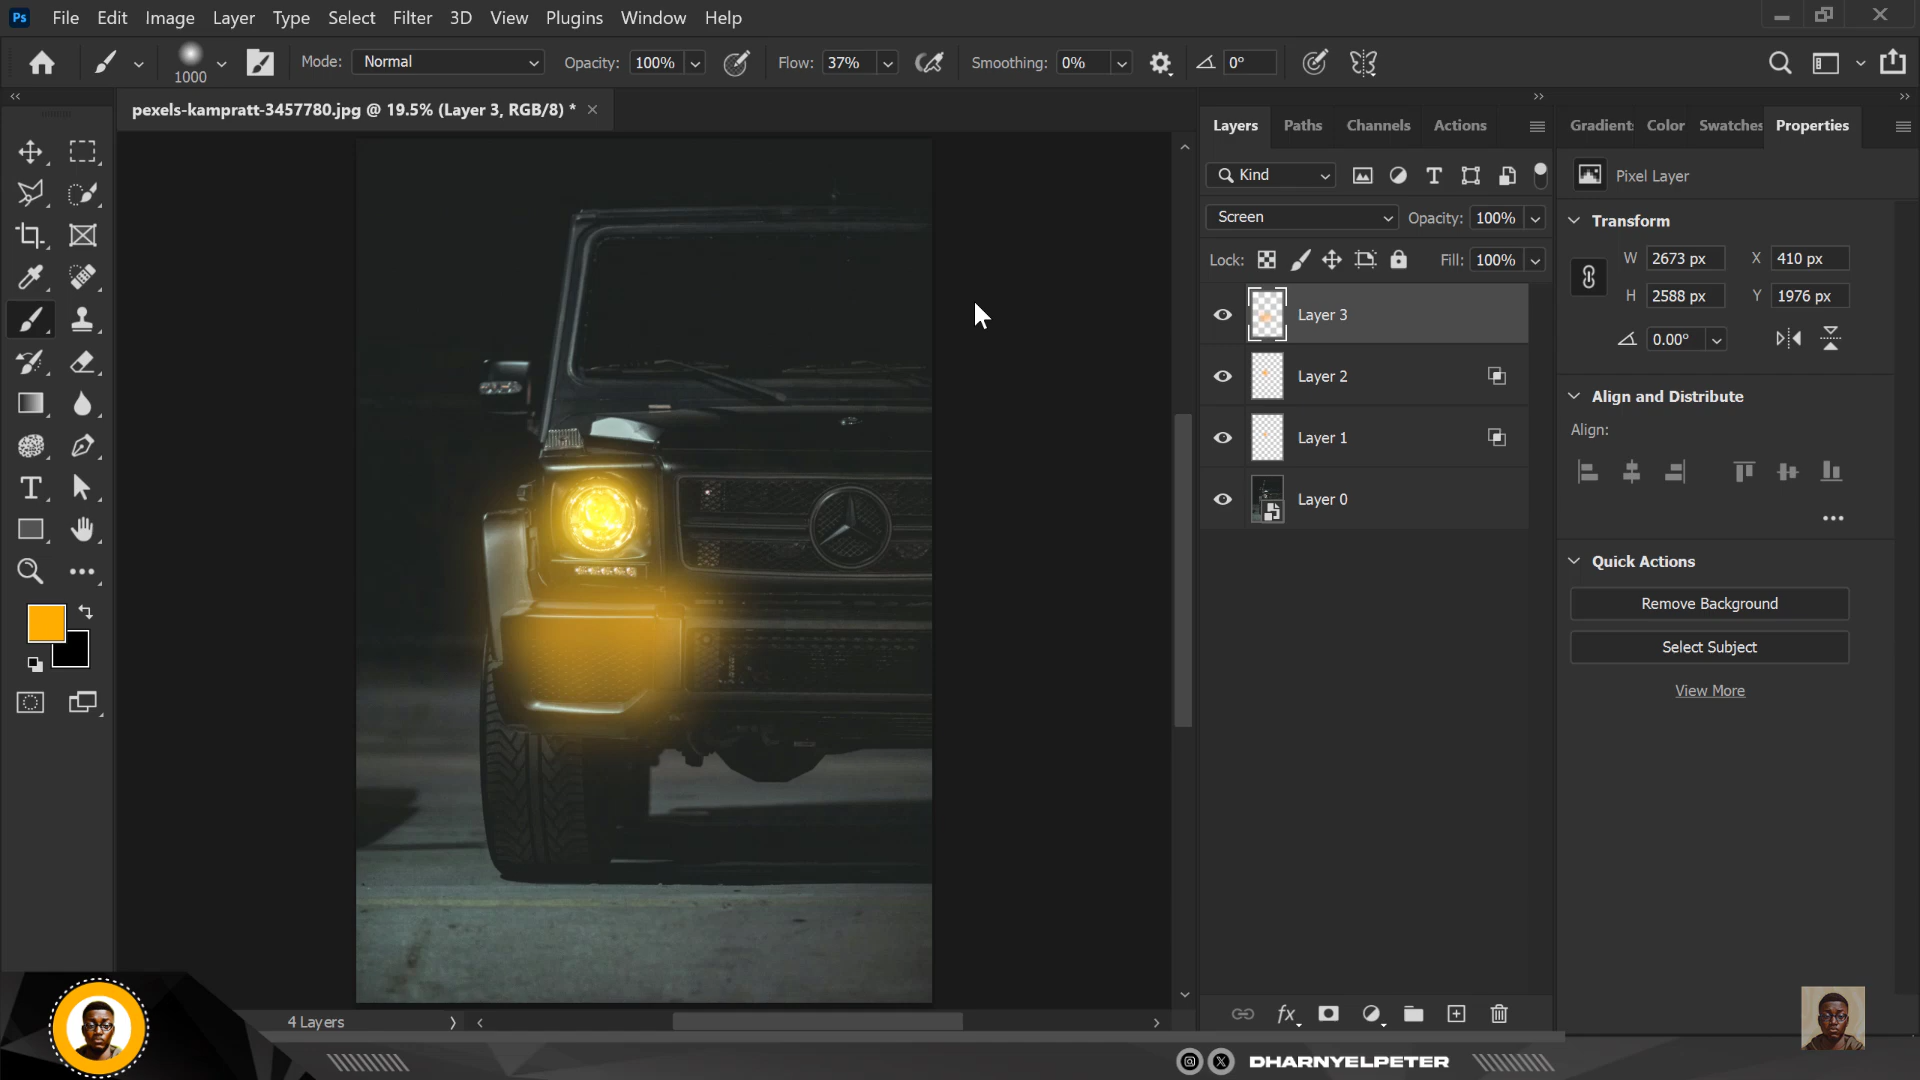 Ps File Edit Image Layer Type Select Filter 3D View Plugins Window Help
1000 Mode: Normal Opacity: 100% Flow: 37% Smoothing: 0% 0°
pexels-kampratt-3457780.jpg @ 19.5% (Layer 3, RGB/8) *
Layers Paths Channels Actions
Kind
Screen Opacity: 100%
Lock: Fill: 100%
Layer 3
Layer 2
Layer 1
Layer 0
Gradient Color Swatches Properties
Pixel Layer
Transform
W 2673 px X 410 px
H 2588 px Y 1976 px
0.00°
Align and Distribute
Align:
Quick Actions
Remove Background
Select Subject
View More
4 Layers
fx
DHARNYELPETER